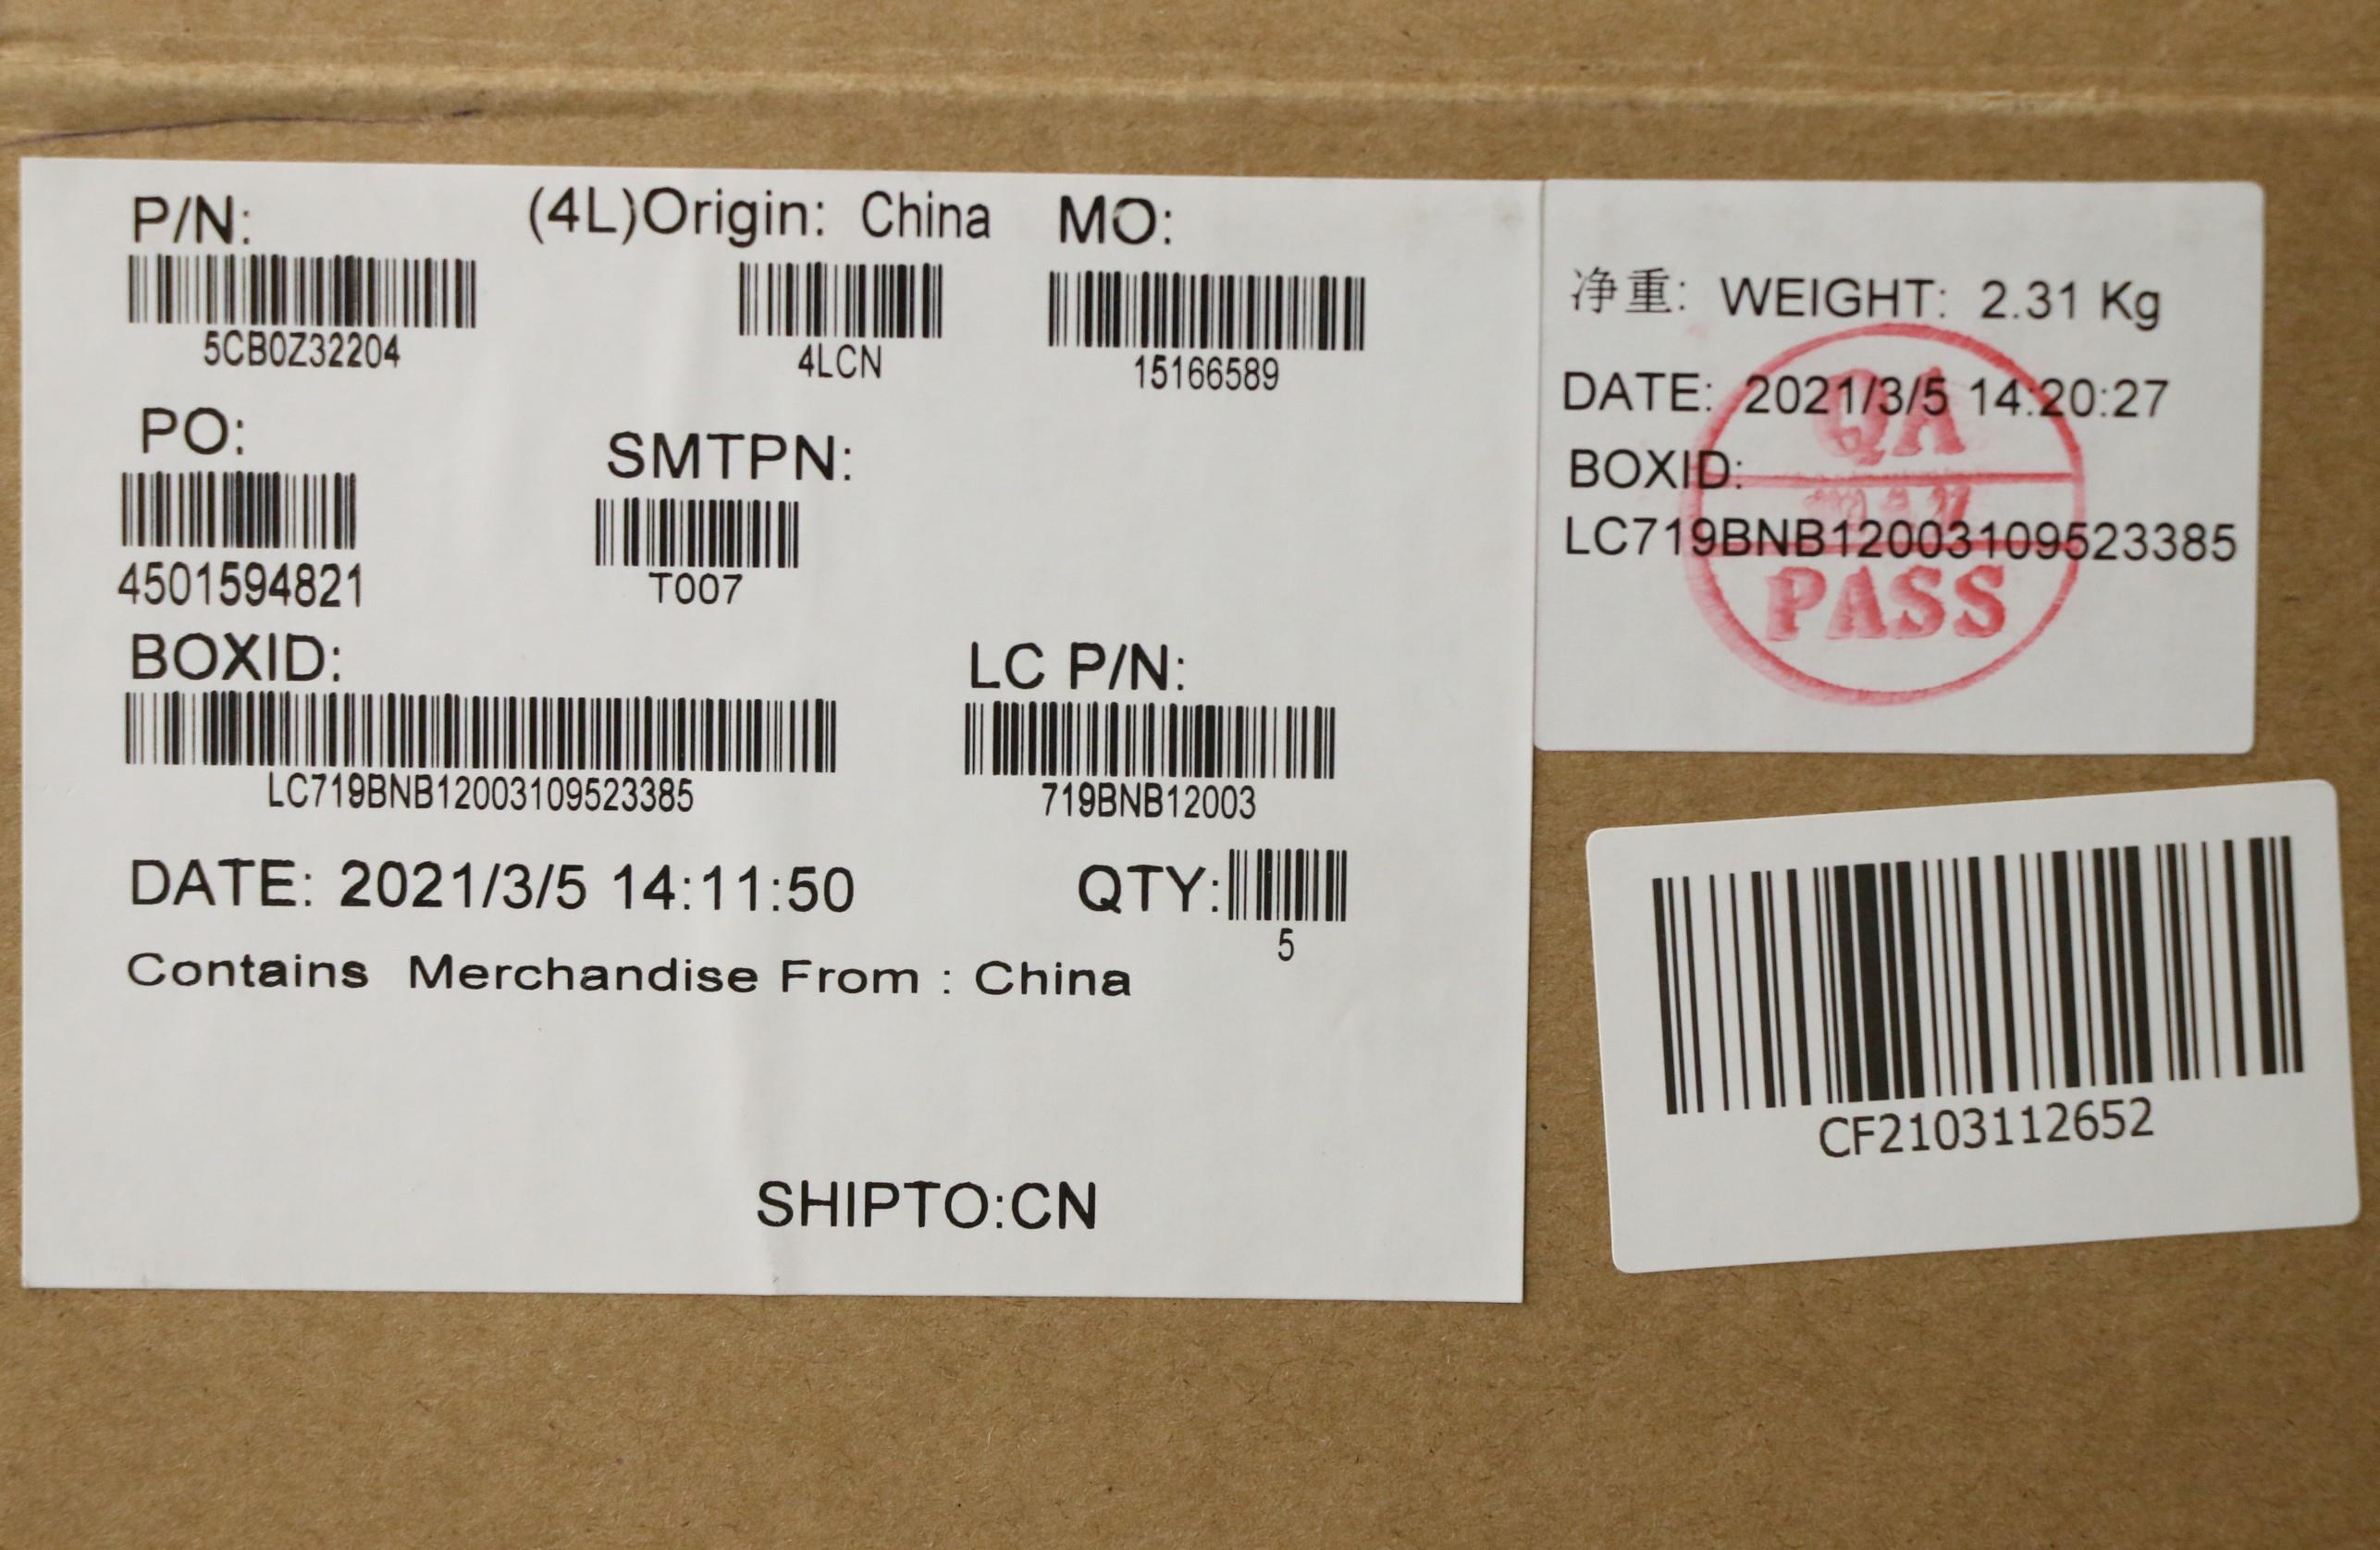 P/N: (4L)Origin: China MO:
5CB0Z32204 4LCN 15166589
PO: SMTPN:
4501594821 T007
BOXID: LC P/N:
LC719BNB12003109523385 719BNB12003
DATE: 2021/3/5 14:11:50 QTY:
5
Contains Merchandise From : China
SHIPTO:CN
净重: WEIGHT: 2.31 Kg
DATE: 2021/3/5 14:20:27
BOXID:
LC719BNB12003109523385
QA
PASS
CF2103112652